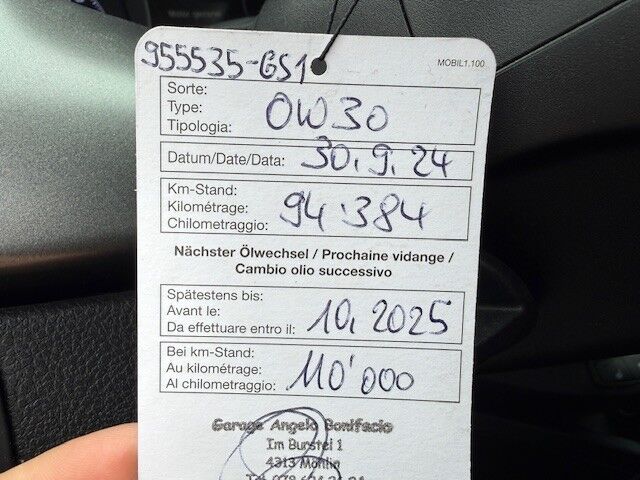 955535-GS1
MOBIL1.100
Sorte:
Type:
Tipologia:
0W30
Datum/Date/Data: 30.9.24
Km-Stand:
Kilométrage:
Chilometraggio:
94'384
Nächster Ölwechsel / Prochaine vidange /
Cambio olio successivo
Spätestens bis:
Avant le:
Da effettuare entro il:
10.2025
Bei km-Stand:
Au kilométrage:
Al chilometraggio:
110'000
Garage Angelo Bonifacio
Im Bürstel 1
4313 Möhlin